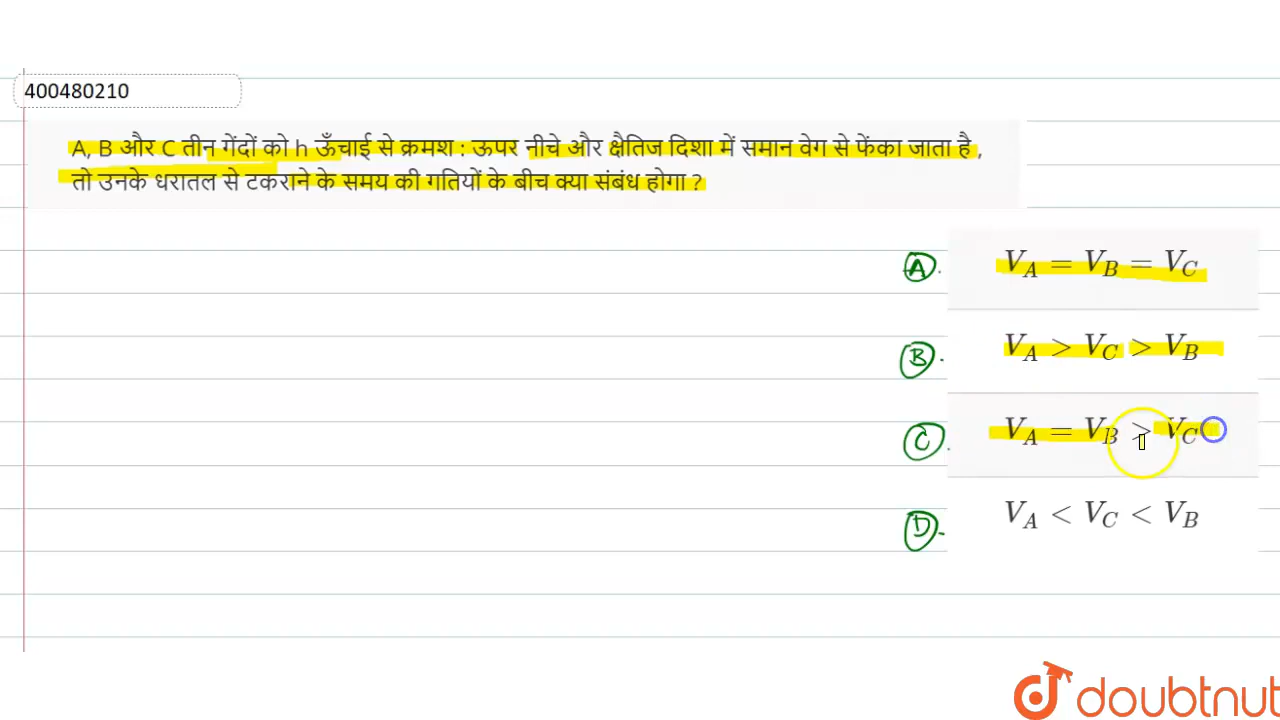 400480210
A, B और C तीन गेंदों को h ऊँचाई से क्रमश : ऊपर नीचे और क्षैतिज दिशा में समान वेग से फेंका जाता है ,
तो उनके धरातल से टकराने के समय की गतियों के बीच क्या संबंध होगा ?
A. V_A = V_B = V_C
B. V_A > V_C > V_B
C. V_A = V_B > V_C
D. V_A < V_C < V_B
doubtnut